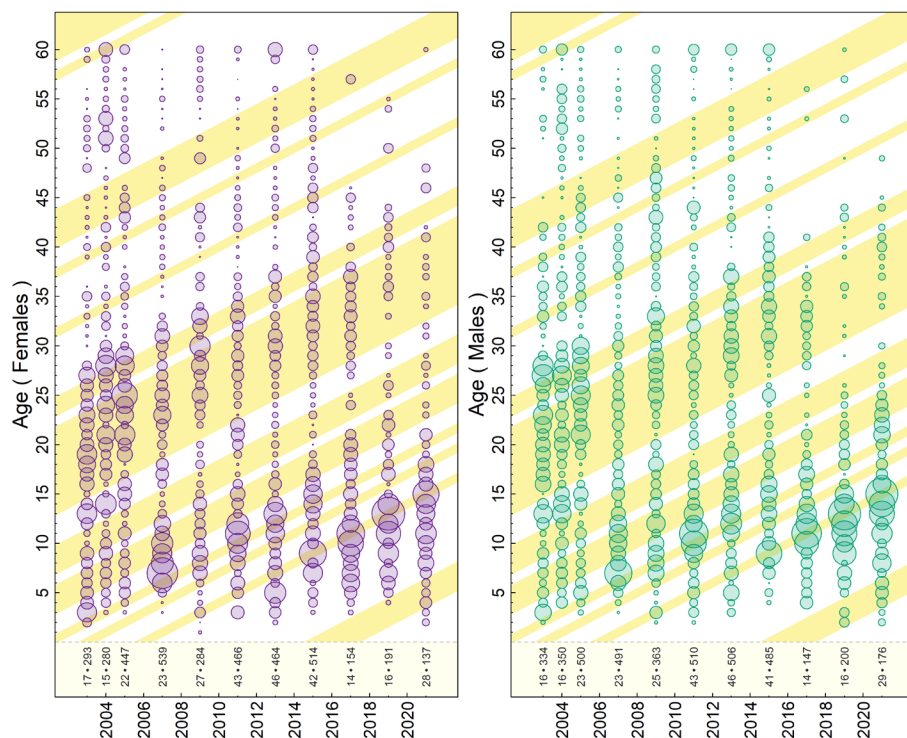 Age ( Females )
60
55
50
45
40
35
30
25
20
15
10
5
17 • 293
15 • 280
22 • 447
23 • 539
27 • 284
43 • 466
46 • 464
42 • 514
14 • 154
16 • 191
28 • 137
2004
2006
2008
2010
2012
2014
2016
2018
2020
Age ( Males )
60
55
50
45
40
35
30
25
20
15
10
5
16 • 334
16 • 350
23 • 500
23 • 491
25 • 363
43 • 510
46 • 506
41 • 485
14 • 147
16 • 200
29 • 176
2004
2006
2008
2010
2012
2014
2016
2018
2020